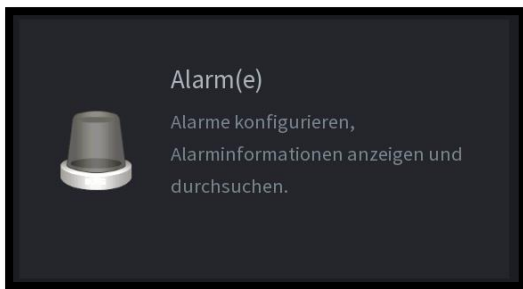 Alarm(e)
Alarme konfigurieren,
Alarminformationen anzeigen und
durchsuchen.